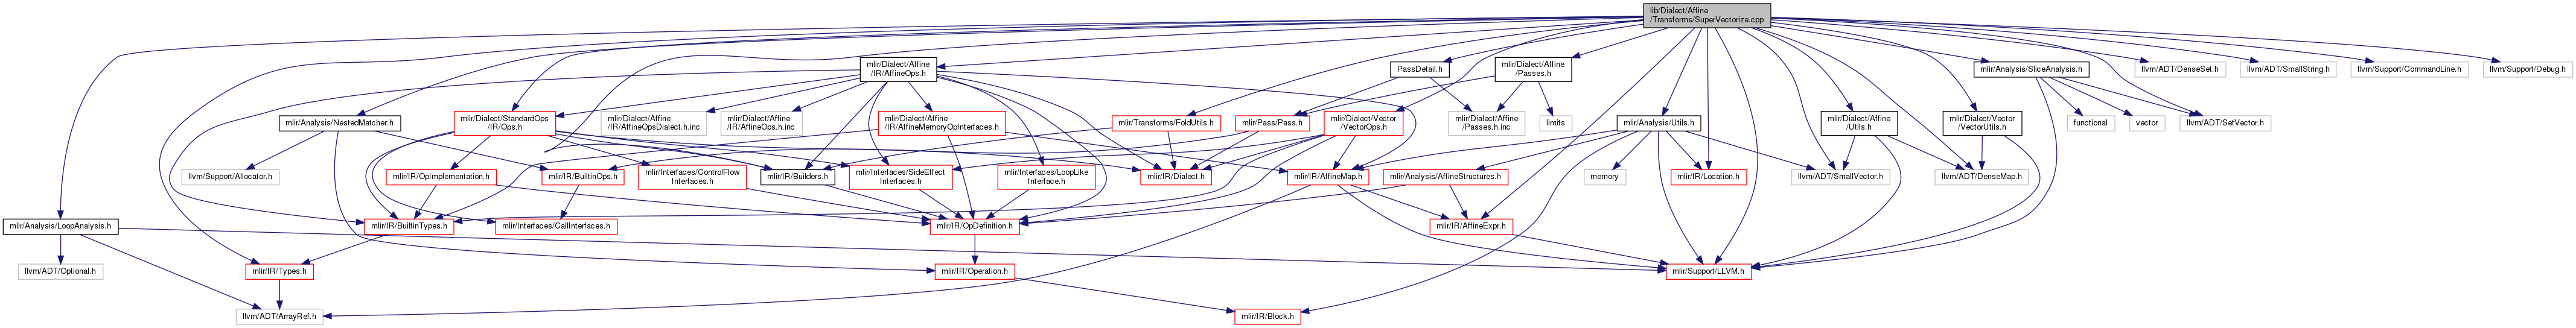 lib/Dialect/Affine
/Transforms/SuperVectorize.cpp
mlir/Dialect/Affine
/IR/AffineOps.h
PassDetail.h
mlir/Dialect/Affine
/Passes.h
mlir/Analysis/SliceAnalysis.h
llvm/ADT/DenseSet.h
llvm/ADT/SmallString.h
llvm/Support/CommandLine.h
llvm/Support/Debug.h
mlir/Analysis/NestedMatcher.h
mlir/Dialect/StandardOps
/IR/Ops.h
mlir/Dialect/Affine
/IR/AffineOpsDialect.h.inc
mlir/Dialect/Affine
/IR/AffineOps.h.inc
mlir/Dialect/Affine
/IR/AffineMemoryOpInterfaces.h
mlir/Transforms/FoldUtils.h
mlir/Pass/Pass.h
mlir/Dialect/Vector
/VectorOps.h
mlir/Dialect/Affine
/Passes.h.inc
limits
mlir/Analysis/Utils.h
mlir/Dialect/Affine
/Utils.h
mlir/Dialect/Vector
/VectorUtils.h
functional
vector
llvm/ADT/SetVector.h
llvm/Support/Allocator.h
mlir/IR/OpImplementation.h
mlir/IR/BuiltinOps.h
mlir/Interfaces/ControlFlow
Interfaces.h
mlir/IR/Builders.h
mlir/Interfaces/SideEffect
Interfaces.h
mlir/Interfaces/LoopLike
Interface.h
mlir/IR/Dialect.h
mlir/IR/AffineMap.h
mlir/Analysis/AffineStructures.h
memory
mlir/IR/Location.h
llvm/ADT/SmallVector.h
llvm/ADT/DenseMap.h
mlir/Analysis/LoopAnalysis.h
mlir/IR/BuiltinTypes.h
mlir/Interfaces/CallInterfaces.h
mlir/IR/OpDefinition.h
mlir/IR/AffineExpr.h
llvm/ADT/Optional.h
mlir/IR/Types.h
mlir/IR/Operation.h
mlir/Support/LLVM.h
llvm/ADT/ArrayRef.h
mlir/IR/Block.h